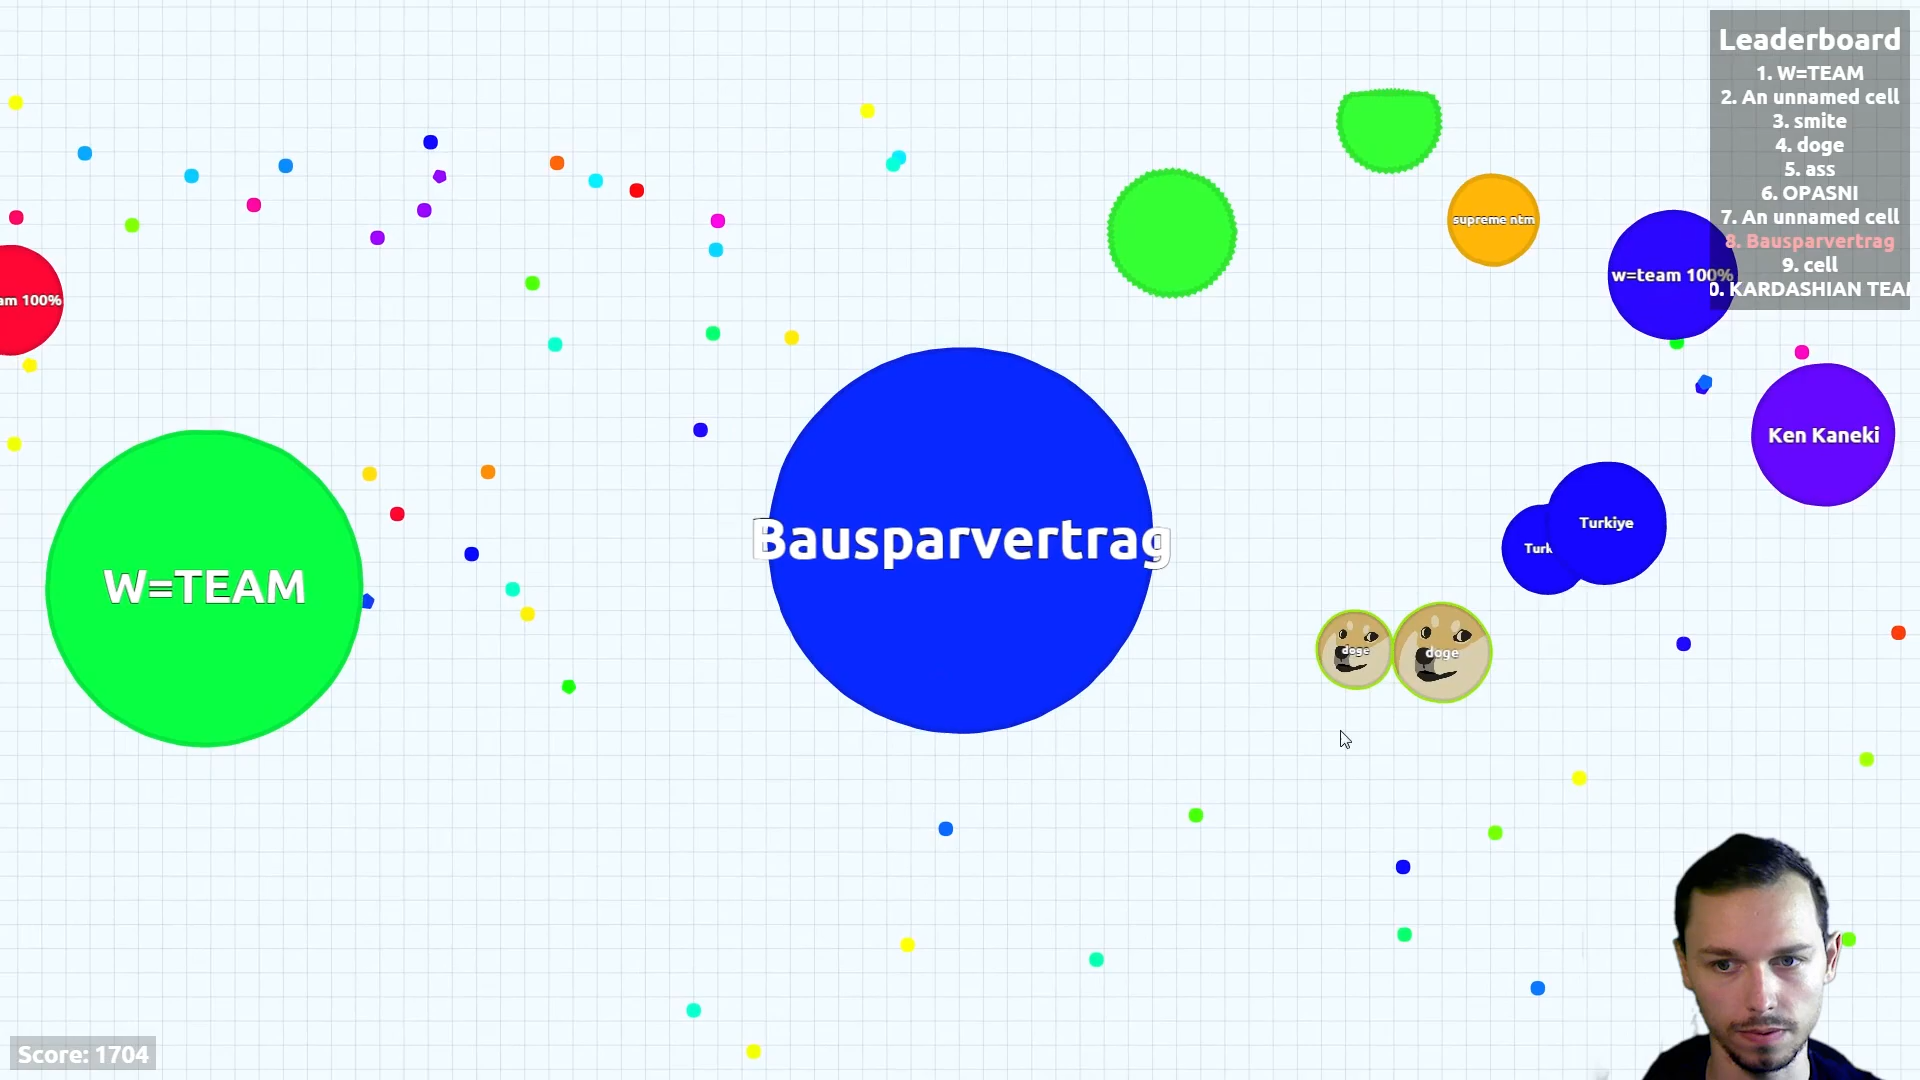 Leaderboard
1. W=TEAM
2. An unnamed cell
3. smite
4. doge
5. ass
6. OPASNI
7. An unnamed cell
8. Bausparvertrag
9. cell
0. KARDASHIAN TEAM
supreme ntm
w=team 100%
am 100%
Ken Kaneki
Turkiye
Turk
Bausparvertrag
W=TEAM
doge
doge
Score: 1704